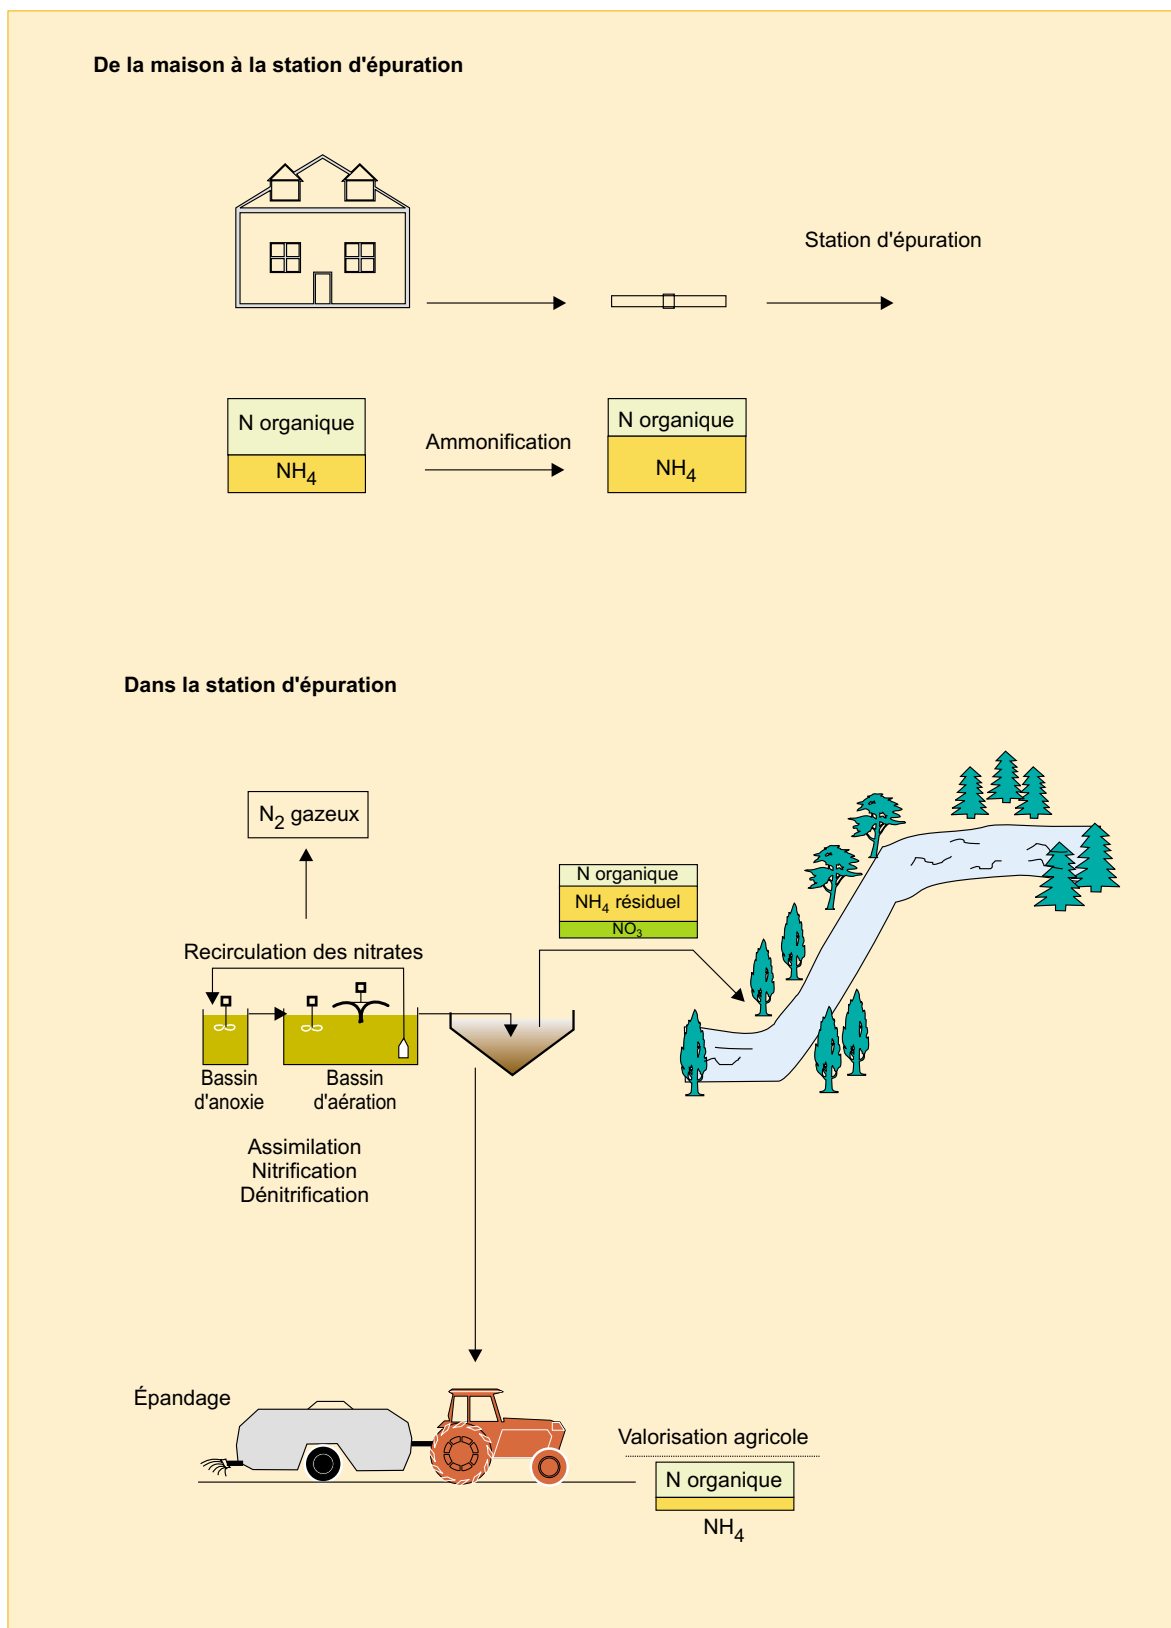 De la maison à la station d'épuration
Station d'épuration
N organique
NH4
Ammonification
N organique
NH4
Dans la station d'épuration
N2 gazeux
N organique
NH4 résiduel
NO3
Recirculation des nitrates
Bassin
d'anoxie
Bassin
d'aération
Assimilation
Nitrification
Dénitrification
Épandage
Valorisation agricole
N organique
NH4